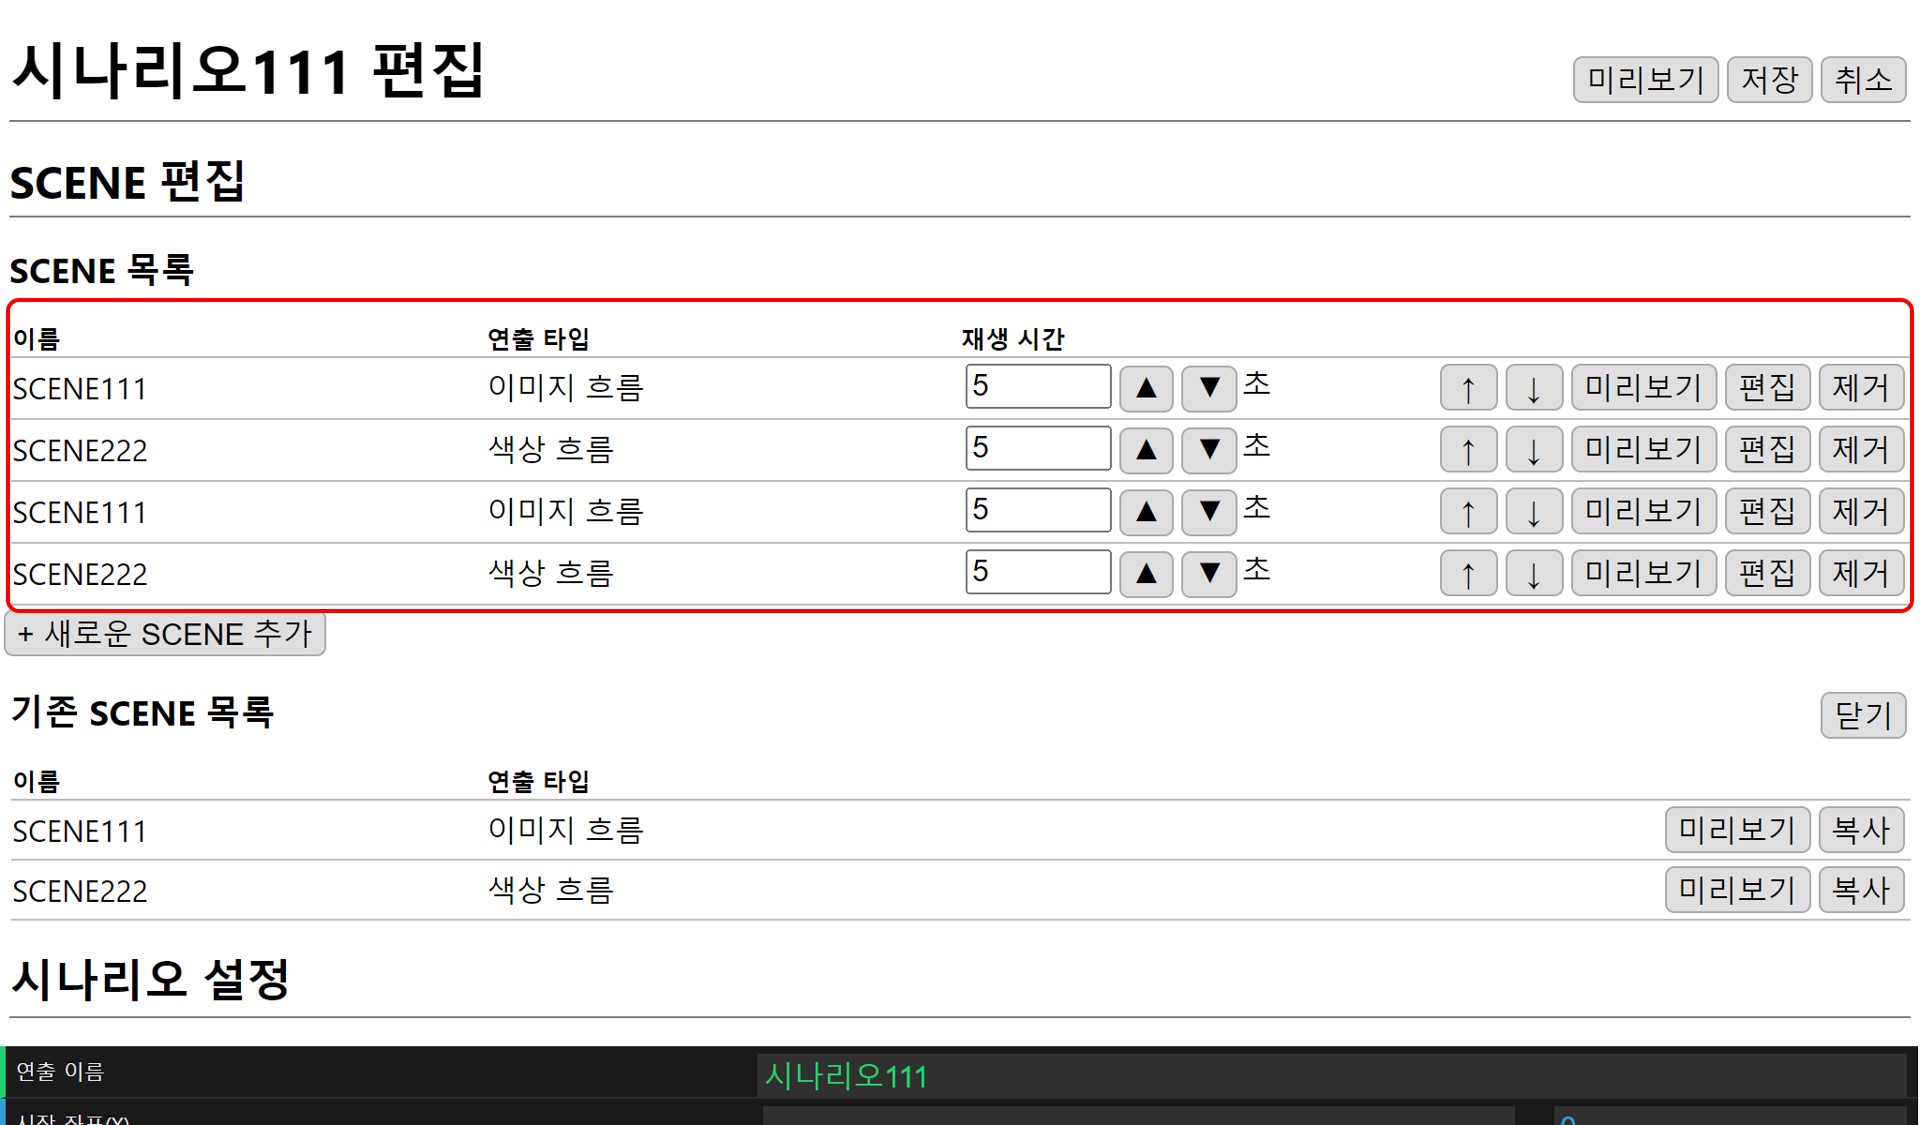 시나리오111 편집
미리보기 저장 취소
SCENE 편집
SCENE 목록
이름 연출 타입 재생 시간
SCENE111 이미지 흐름 5 ▲ ▼ 초 ↑ ↓ 미리보기 편집 제거
SCENE222 색상 흐름 5 ▲ ▼ 초 ↑ ↓ 미리보기 편집 제거
SCENE111 이미지 흐름 5 ▲ ▼ 초 ↑ ↓ 미리보기 편집 제거
SCENE222 색상 흐름 5 ▲ ▼ 초 ↑ ↓ 미리보기 편집 제거
+ 새로운 SCENE 추가
기존 SCENE 목록 닫기
이름 연출 타입
SCENE111 이미지 흐름 미리보기 복사
SCENE222 색상 흐름 미리보기 복사
시나리오 설정
연출 이름 시나리오111